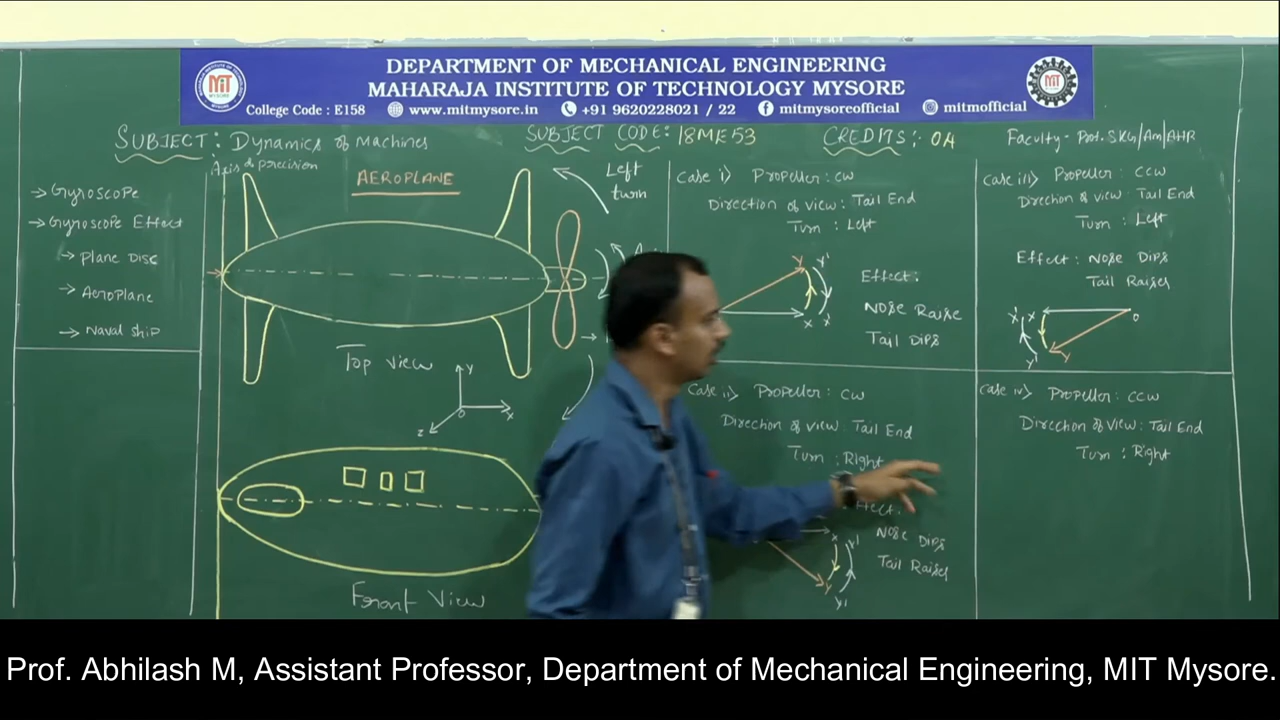 DEPARTMENT OF MECHANICAL ENGINEERING
MAHARAJA INSTITUTE OF TECHNOLOGY MYSORE
College Code : E158 www.mitmysore.in +91 9620228021 / 22 mitmysoreofficial mitmofficial
MIT
MIT
SUBJECT : Dynamics of Machines
SUBJECT CODE : 18ME53
CREDITS : 04
Faculty - Prof. SKG/Am/AHR
→ Gyroscope
→ Gyroscope Effect
→ Plane Disc
→ AeroPlane
→ Naval Ship
Axis of precision
AEROPLANE
Left
turn
Top view
Y
O
X
Z
Front View
Case i) Propeller : CW
Direction of view : Tail End
Turn : Left
Y Y'
X X'
Effect :
Nose Raise
Tail Dips
Case ii) Propeller : CW
Direction of View : Tail End
Turn : Right
Nose Dips
Tail Raises
X Y'
Y
Y'
Case iii) Propeller : CCW
Direction of view : Tail End
Turn : Left
Effect : Nose Dips
Tail Raises
X' X
O
Y' Y
Case iv) Propeller : CCW
Direction of View : Tail End
Turn : Right
Prof. Abhilash M, Assistant Professor, Department of Mechanical Engineering, MIT Mysore.